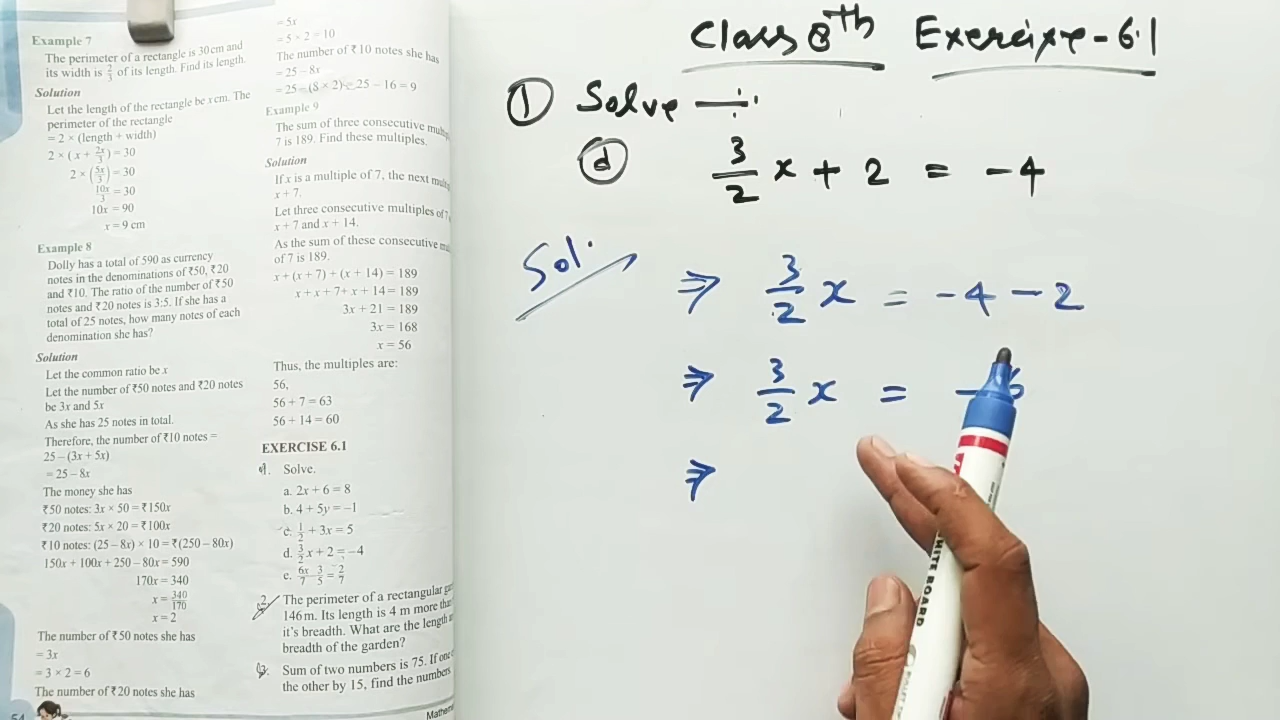 Example 7
The perimeter of a rectangle is 30 cm and
its width is 2/3 of its length. Find its length.
Solution
Let the length of the rectangle be x cm. The
perimeter of the rectangle
= 2 × (length + width)
2 × (x + 2x/3) = 30
2 × (5x/3) = 30
10x/3 = 30
10x = 90
x = 9 cm
Example 8
Dolly has a total of 590 as currency
notes in the denominations of ₹50, ₹20
and ₹10. The ratio of the number of ₹50
notes and ₹20 notes is 3:5. If she has a
total of 25 notes, how many notes of each
denomination she has?
Solution
Let the common ratio be x
Let the number of ₹50 notes and ₹20 notes
be 3x and 5x
As she has 25 notes in total.
Therefore, the number of ₹10 notes =
25 – (3x + 5x)
= 25 – 8x
The money she has
₹50 notes: 3x × 50 = ₹150x
₹20 notes: 5x × 20 = ₹100x
₹10 notes: (25 – 8x) × 10 = ₹(250 – 80x)
150x + 100x + 250 – 80x = 590
170x = 340
x = 340/170
x = 2
The number of ₹50 notes she has
= 3x
= 3 × 2 = 6
The number of ₹20 notes she has
54
= 5x
= 5 × 2 = 10
The number of ₹10 notes she has
= 25 – 8x
= 25 – (8 × 2) = 25 – 16 = 9
Example 9
The sum of three consecutive
7 is 189. Find these multiples.
Solution
If x is a multiple of 7, the next
x + 7.
Let three consecutive multiples of
x + 7 and x + 14.
As the sum of these consecutive
of 7 is 189.
x + (x + 7) + (x + 14) = 189
x + x + 7 + x + 14 = 189
3x + 21 = 189
3x = 168
x = 56
Thus, the multiples are:
56,
56 + 7 = 63
56 + 14 = 60
EXERCISE 6.1
1. Solve.
a. 2x + 6 = 8
b. 4 + 5y = –1
c. 1/2 + 3x = 5
d. 3/2 x + 2 = –4
e. 6x/7 · 3/5 = 2/7
2. The perimeter of a rectangular
146 m. Its length is 4 m more
it's breadth. What are the length
breadth of the garden?
3. Sum of two numbers is 75. If one
the other by 15, find the numbers
Class 8th Exercise-6.1
① Solve
ⓓ 3/2 x + 2 = -4
Sol.
⇒ 3/2 x = -4 - 2
⇒ 3/2 x = -6
⇒
WHITE BOARD